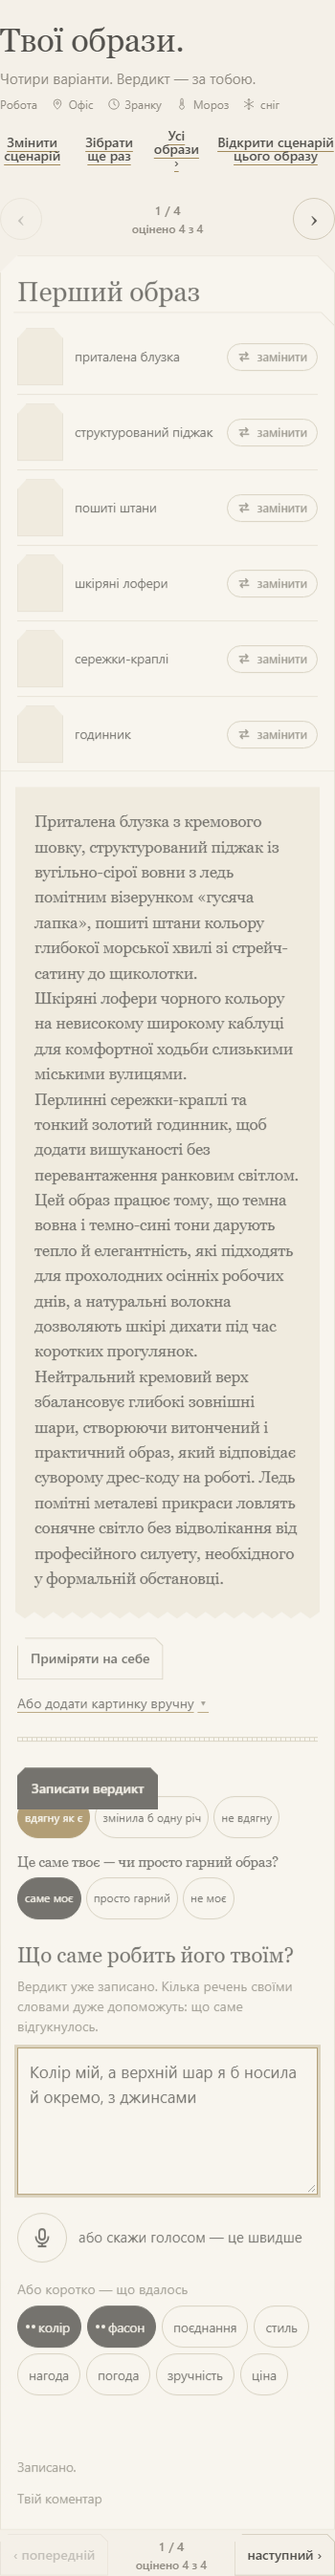 Твої образи.
Чотири варіанти. Вердикт — за тобою.
Робота Офіс Зранку Мороз сніг
Змінити сценарій
Зібрати ще раз
Усі образи ›
Відкрити сценарій цього образу
‹ 1 / 4 ›
оцінено 4 з 4
Перший образ
приталена блузка ⇄ замінити
структурований піджак ⇄ замінити
пошиті штани ⇄ замінити
шкіряні лофери ⇄ замінити
сережки-краплі ⇄ замінити
годинник ⇄ замінити
Приталена блузка з кремового
шовку, структурований піджак із
вугільно-сірої вовни з ледь
помітним візерунком «гусяча
лапка», пошиті штани кольору
глибокої морської хвилі зі стрейч-
сатину до щиколотки.
Шкіряні лофери чорного кольору
на невисокому широкому каблуці
для комфортної ходьби слизькими
міськими вулицями.
Перлинні сережки-краплі та
тонкий золотий годинник, щоб
додати вишуканості без
перевантаження ранковим світлом.
Цей образ працює тому, що темна
вовна і темно-сині тони дарують
тепло й елегантність, які підходять
для прохолодних осінніх робочих
днів, а натуральні волокна
дозволяють шкірі дихати під час
коротких прогулянок.
Нейтральний кремовий верх
збалансовує глибокі зовнішні
шари, створюючи витончений і
практичний образ, який відповідає
суворому дрес-коду на роботі. Ледь
помітні металеві прикраси ловлять
сонячне світло без відволікання від
професійного силуету, необхідного
у формальній обстановці.
Приміряти на себе
Або додати картинку вручну ▾
Записати вердикт
вдягну як є змінила б одну річ не вдягну
Це саме твоє — чи просто гарний образ?
саме моє просто гарний не моє
Що саме робить його твоїм?
Вердикт уже записано. Кілька речень своїми
словами дуже допоможуть: що саме
відгукнулось.
Колір мій, а верхній шар я б носила
й окремо, з джинсами
або скажи голосом — це швидше
Або коротко — що вдалось
колір фасон поєднання стиль
нагода погода зручність ціна
Записано.
Твій коментар
‹ попередній 1 / 4 наступний ›
оцінено 4 з 4